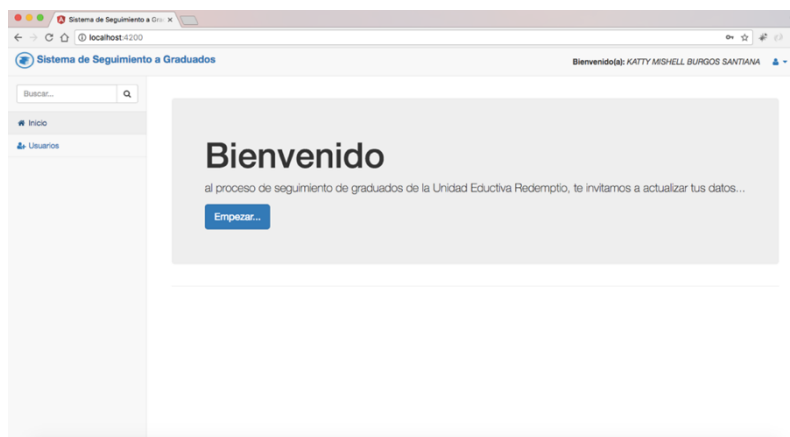 Sistema de Seguimiento a Gra
localhost:4200
Sistema de Seguimiento a Graduados
Bienvenido(a): KATTY MISHELL BURGOS SANTIANA
Buscar...
Inicio
Usuarios
Bienvenido
al proceso de seguimiento de graduados de la Unidad Eductiva Redemptio, te invitamos a actualizar tus datos...
Empezar...